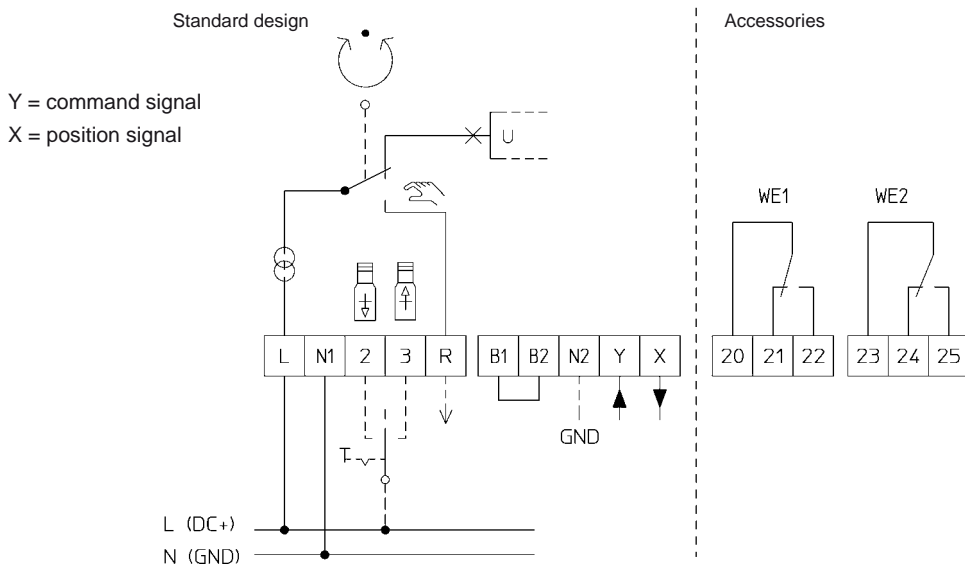 Standard design
Accessories
Y = command signal
X = position signal
U
WE1 WE2
L N1 2 3 R B1 B2 N2 Y X 20 21 22 23 24 25
GND
L (DC+)
N (GND)